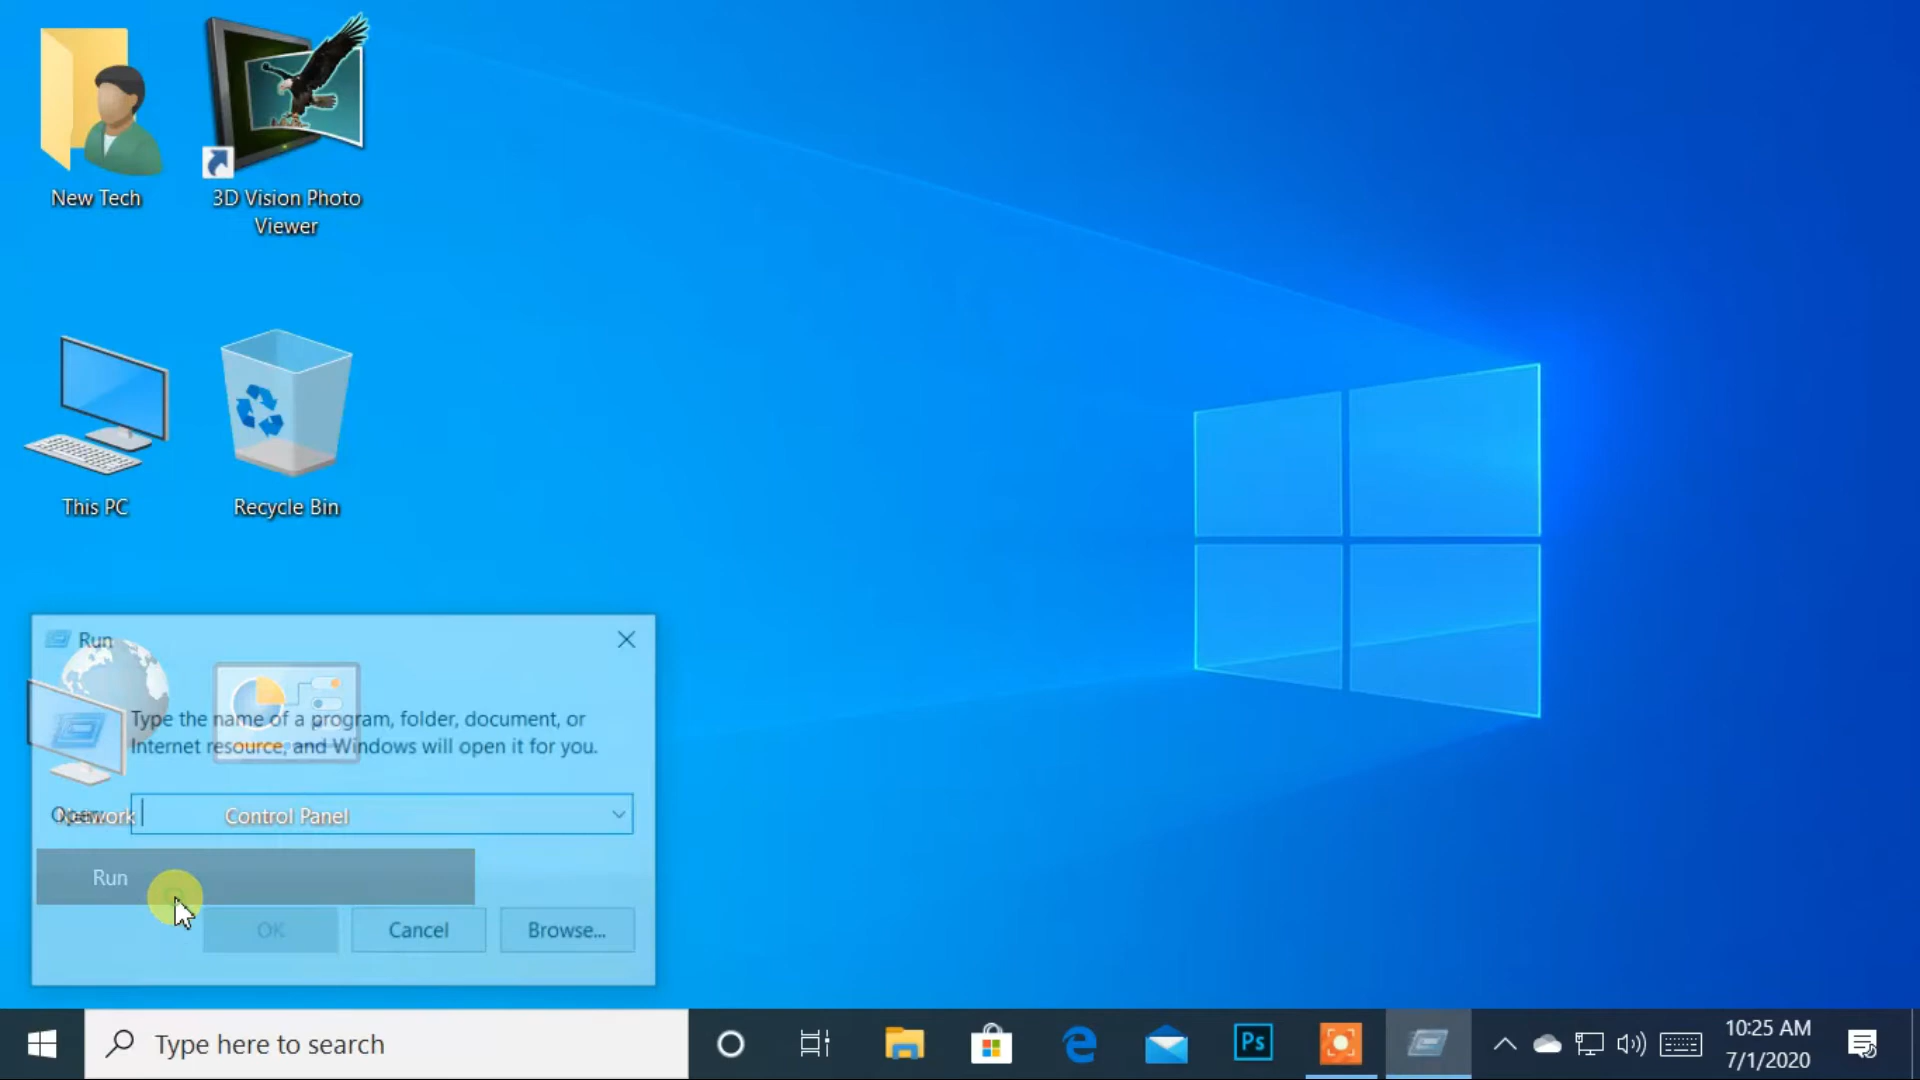 New Tech
3D Vision Photo
Viewer
This PC
Recycle Bin
Run
Type the name of a program, folder, document, or
Internet resource, and Windows will open it for you.
Open:
Network
Control Panel
Run
OK
Cancel
Browse...
Type here to search
Ps
10:25 AM
7/1/2020